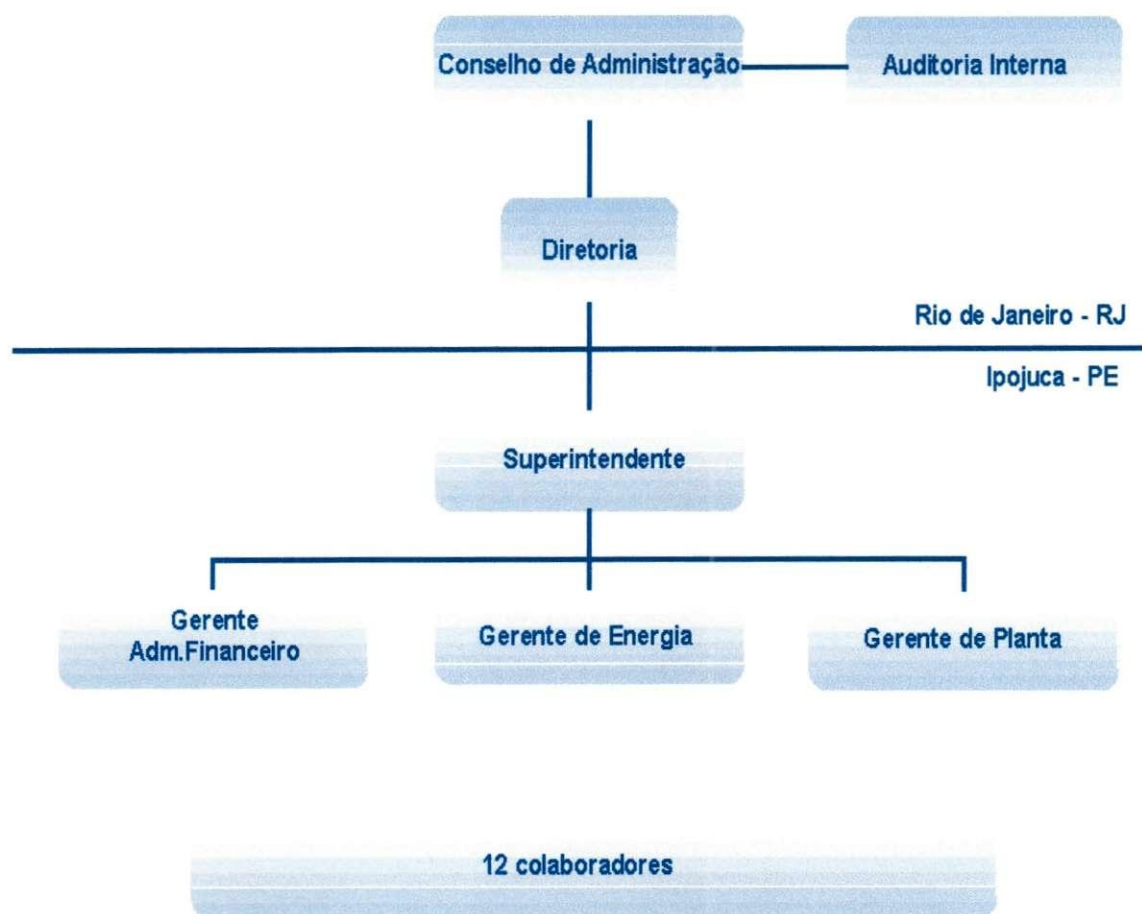 Conselho de Administração
Auditoria Interna
Diretoria
Rio de Janeiro - RJ
Ipojuca - PE
Superintendente
Gerente
Adm.Financeiro
Gerente de Energia
Gerente de Planta
12 colaboradores